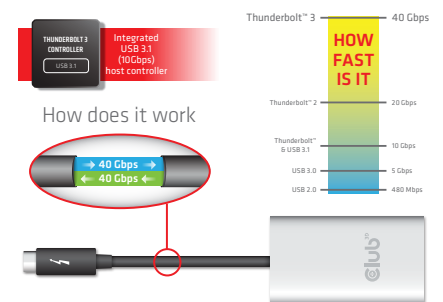 THUNDERBOLT 3
CONTROLLER
USB 3.1
Integrated
USB 3.1
(10Gbps)
host controller
How does it work
40 Gbps
40 Gbps
Thunderbolt™ 3
40 Gbps
HOW
FAST
IS IT
Thunderbolt™ 2
20 Gbps
Thunderbolt™
& USB 3.1
10 Gbps
USB 3.0
5 Gbps
USB 2.0
480 Mbps
club™